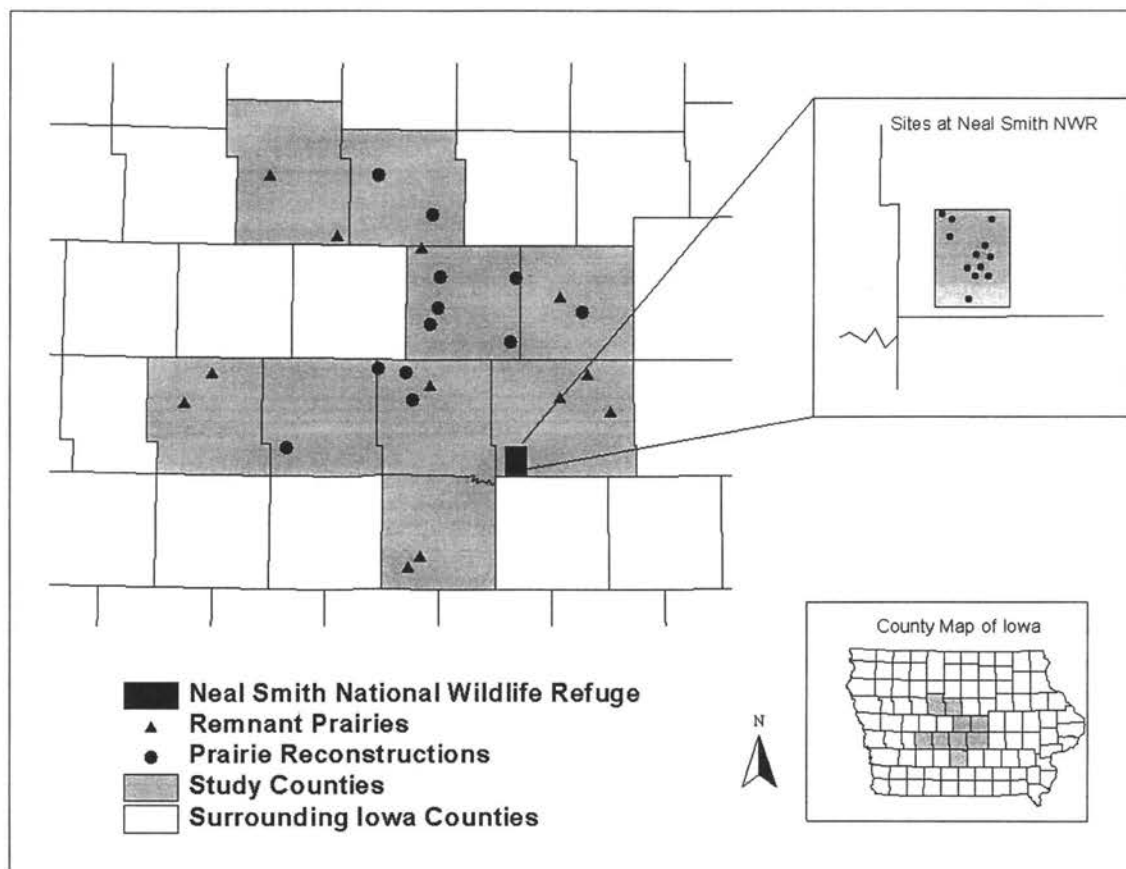 Sites at Neal Smith NWR
County Map of Iowa
Neal Smith National Wildlife Refuge
Remnant Prairies
Prairie Reconstructions
Study Counties
Surrounding Iowa Counties
N